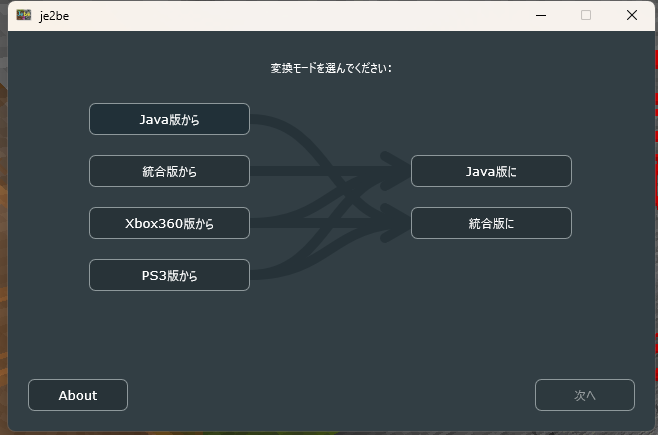 je2be
変換モードを選んでください:
Java版から
統合版から
Java版に
Xbox360版から
統合版に
PS3版から
About
次へ